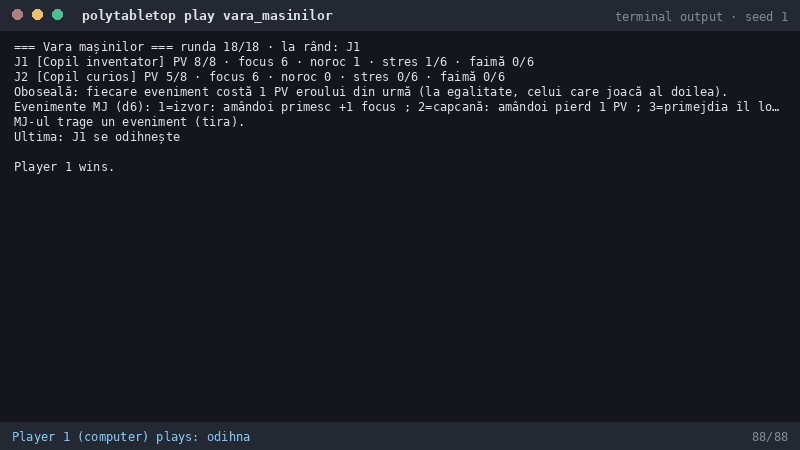 polytabletop play vara_masinilor
terminal output · seed 1
=== Vara mașinilor === runda 18/18 · la rând: J1
J1 [Copil inventator] PV 8/8 · focus 6 · noroc 1 · stres 1/6 · faimă 0/6
J2 [Copil curios] PV 5/8 · focus 6 · noroc 0 · stres 0/6 · faimă 0/6
Oboseală: fiecare eveniment costă 1 PV eroului din urmă (la egalitate, celui care joacă al doilea).
Evenimente MJ (d6): 1=izvor: amândoi primesc +1 focus ; 2=capcană: amândoi pierd 1 PV ; 3=primejdia îl lo…
MJ-ul trage un eveniment (tira).
Ultima: J1 se odihnește
Player 1 wins.
Player 1 (computer) plays: odihna
88/88